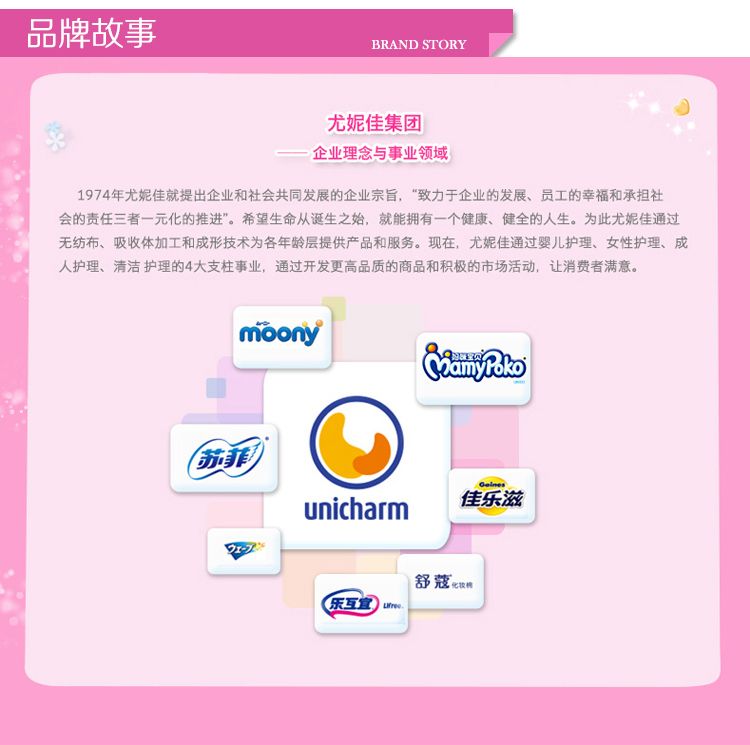 品牌故事
BRAND STORY
尤妮佳集团
—— 企业理念与事业领域
1974年尤妮佳就提出企业和社会共同发展的企业宗旨，“致力于企业的发展、员工的幸福和承担社
会的责任三者一元化的推进”。希望生命从诞生之始，就能拥有一个健康、健全的人生。为此尤妮佳通过
无纺布、吸收体加工和成形技术为各年龄层提供产品和服务。现在，尤妮佳通过婴儿护理、女性护理、成
人护理、清洁 护理的4大支柱事业，通过开发更高品质的商品和积极的市场活动，让消费者满意。
moony
妈咪宝贝
MamyPoko
苏菲
unicharm
Gaines
佳乐滋
ウェーブ
舒蔻 化妆棉
乐互宜 Lifree